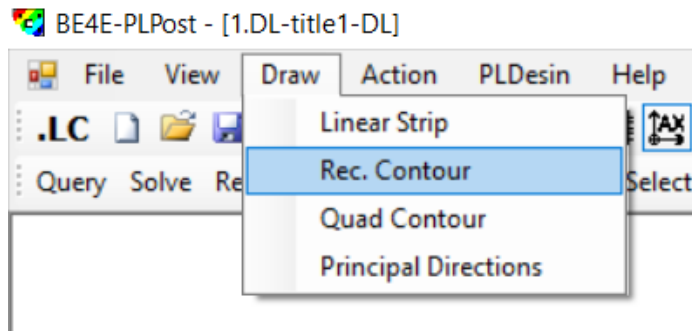 BE4E-PLPost - [1.DL-title1-DL]
File View Draw Action PLDesin Help
.LC
Linear Strip
Rec. Contour
Query Solve Re Select
Quad Contour
Principal Directions